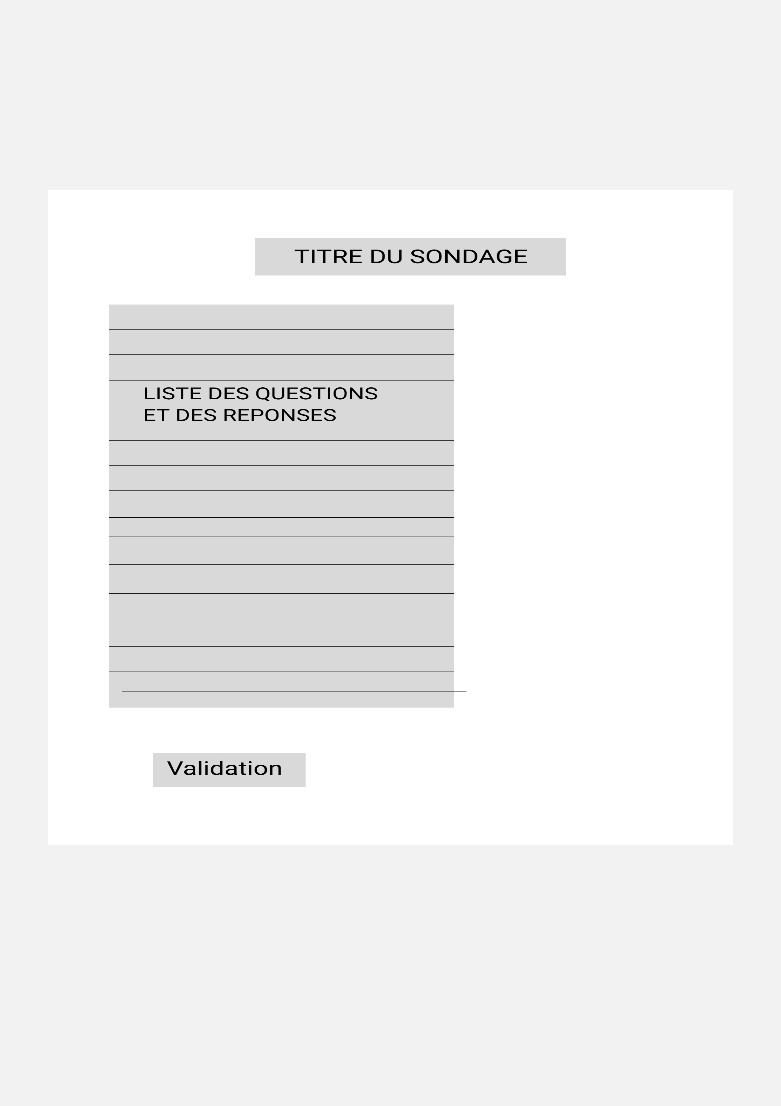 TITRE DU SONDAGE
LISTE DES QUESTIONS
ET DES REPONSES
Validation